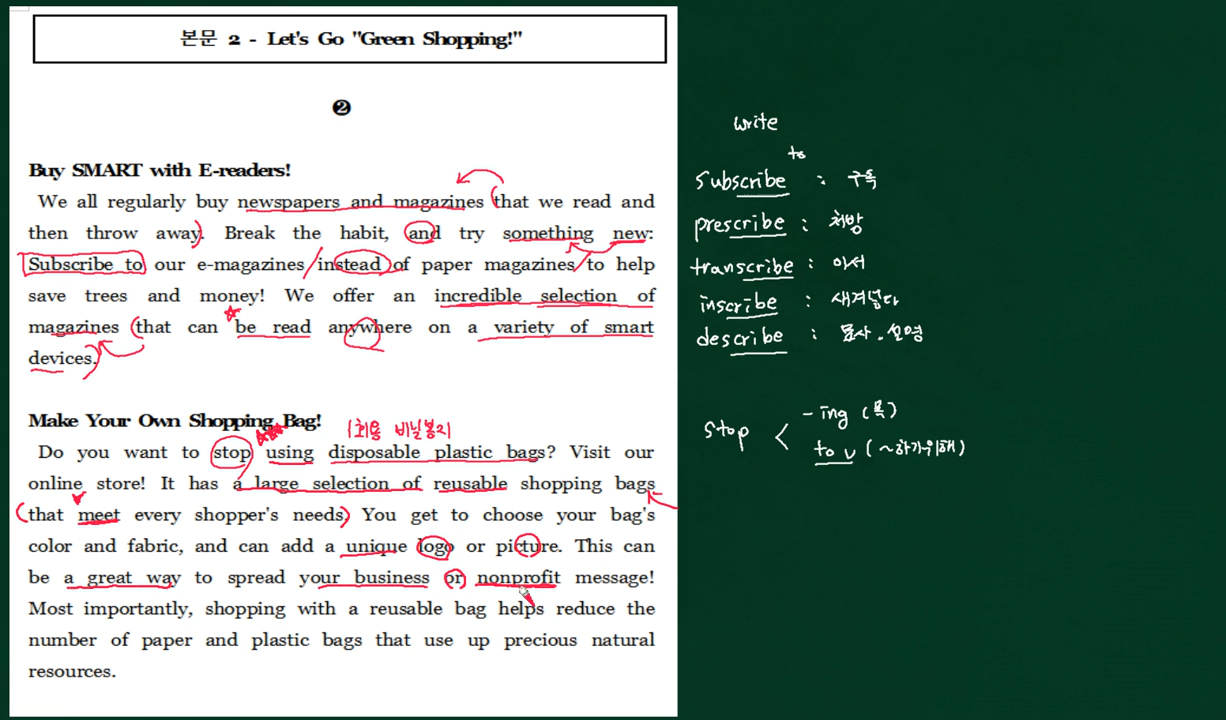 본문 2 - Let's Go "Green Shopping!"
❷
Buy SMART with E-readers!
We all regularly buy newspapers and magazines that we read and
then throw away. Break the habit, and try something new:
Subscribe to our e-magazines instead of paper magazines to help
save trees and money! We offer an incredible selection of
magazines that can be read anywhere on a variety of smart
devices.
Make Your Own Shopping Bag!
1회용 비닐봉지
Do you want to stop using disposable plastic bags? Visit our
online store! It has a large selection of reusable shopping bags
that meet every shopper's needs. You get to choose your bag's
color and fabric, and can add a unique logo or picture. This can
be a great way to spread your business or nonprofit message!
Most importantly, shopping with a reusable bag helps reduce the
number of paper and plastic bags that use up precious natural
resources.
write
to
subscribe : 구독
prescribe : 처방
transcribe :
inscribe : 새겨넣다
describe : 묘사.설명
stop < -ing (목)
to v (~하기위해)